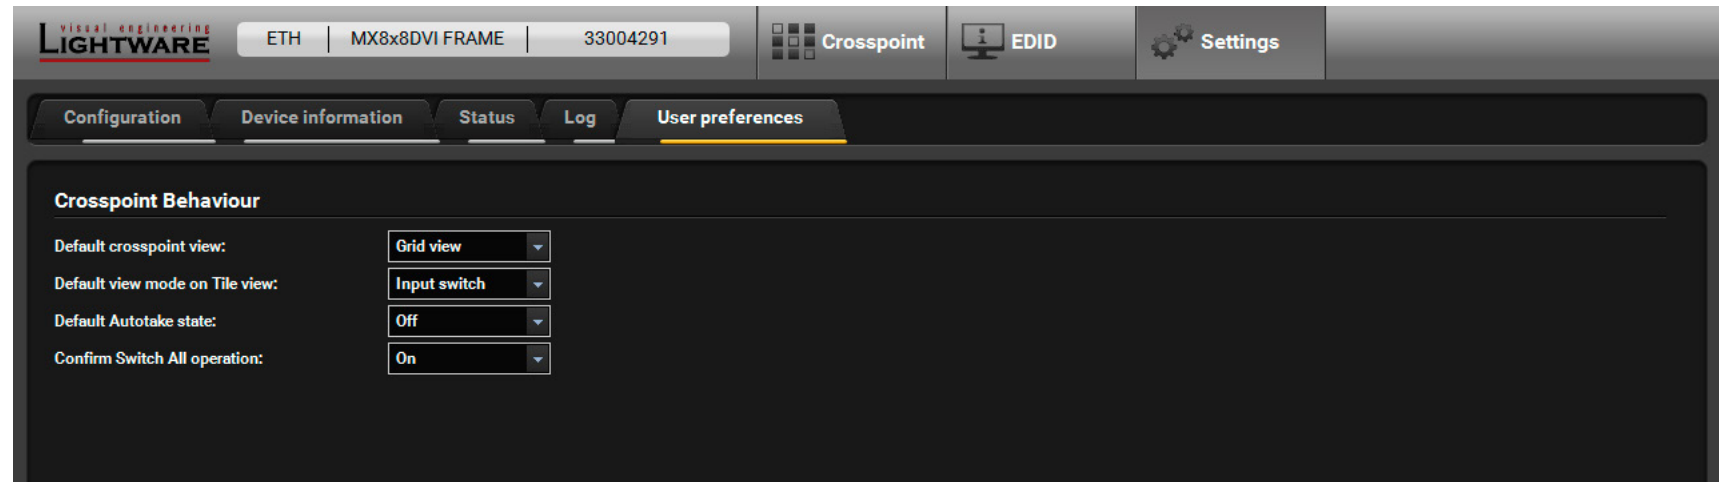 visual engineering
LIGHTWARE
ETH | MX8x8DVI FRAME | 33004291
Crosspoint
EDID
Settings
Configuration
Device information
Status
Log
User preferences
Crosspoint Behaviour
Default crosspoint view: Grid view
Default view mode on Tile view: Input switch
Default Autotake state: Off
Confirm Switch All operation: On